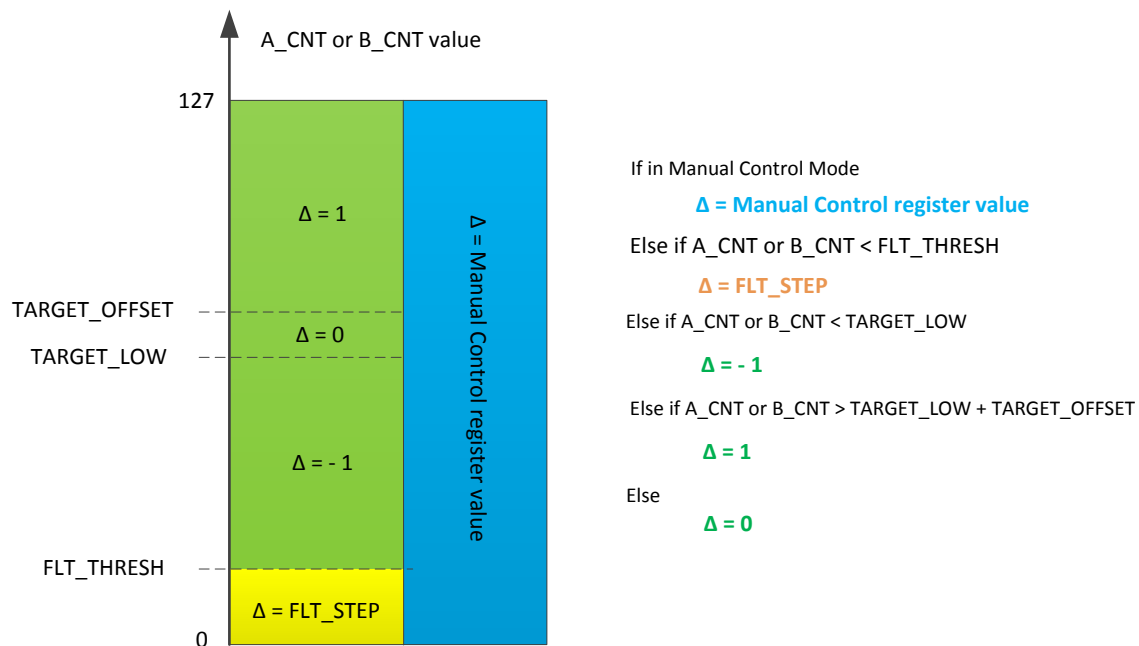 A_CNT or B_CNT value
127
Δ = 1
TARGET_OFFSET
Δ = 0
TARGET_LOW
Δ = - 1
FLT_THRESH
Δ = FLT_STEP
0
Δ = Manual Control register value
If in Manual Control Mode
Δ = Manual Control register value
Else if A_CNT or B_CNT < FLT_THRESH
Δ = FLT_STEP
Else if A_CNT or B_CNT < TARGET_LOW
Δ = - 1
Else if A_CNT or B_CNT > TARGET_LOW + TARGET_OFFSET
Δ = 1
Else
Δ = 0